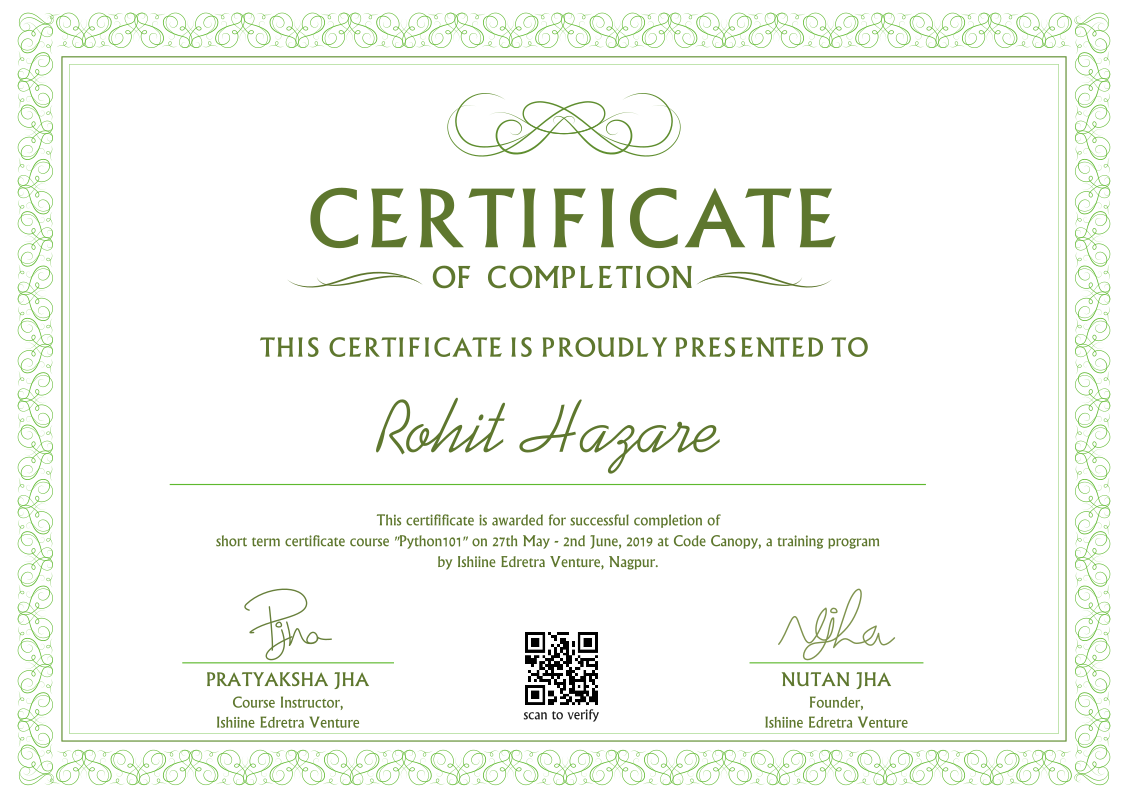 CERTIFICATE
OF COMPLETION
THIS CERTIFICATE IS PROUDLY PRESENTED TO
Rohit Hazare
This certifificate is awarded for successful completion of
short term certificate course "Python101" on 27th May - 2nd June, 2019 at Code Canopy, a training program
by Ishiine Edretra Venture, Nagpur.
Pjha
Njha
PRATYAKSHA JHA
Course Instructor,
Ishiine Edretra Venture
scan to verify
NUTAN JHA
Founder,
Ishiine Edretra Venture